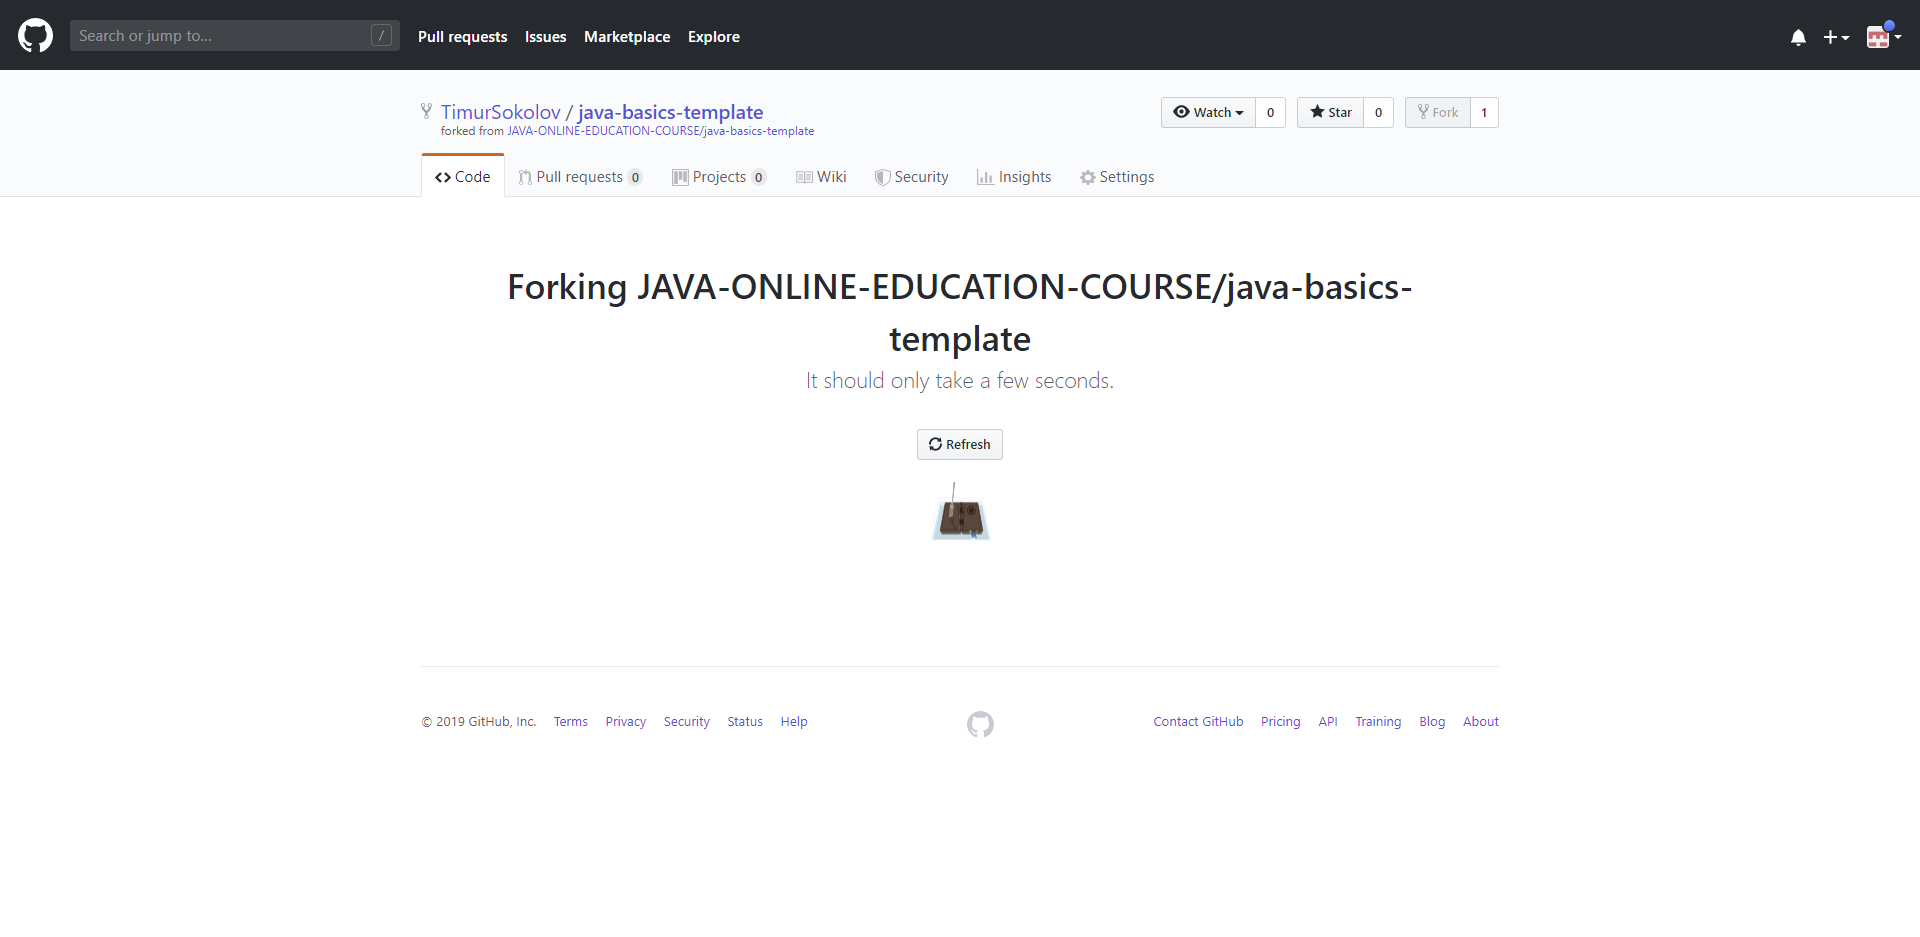 Search or jump to... /
Pull requests Issues Marketplace Explore
TimurSokolov / java-basics-template
forked from JAVA-ONLINE-EDUCATION-COURSE/java-basics-template
Watch 0 Star 0 Fork 1
Code Pull requests 0 Projects 0 Wiki Security Insights Settings
Forking JAVA-ONLINE-EDUCATION-COURSE/java-basics-
template
It should only take a few seconds.
Refresh
© 2019 GitHub, Inc. Terms Privacy Security Status Help
Contact GitHub Pricing API Training Blog About